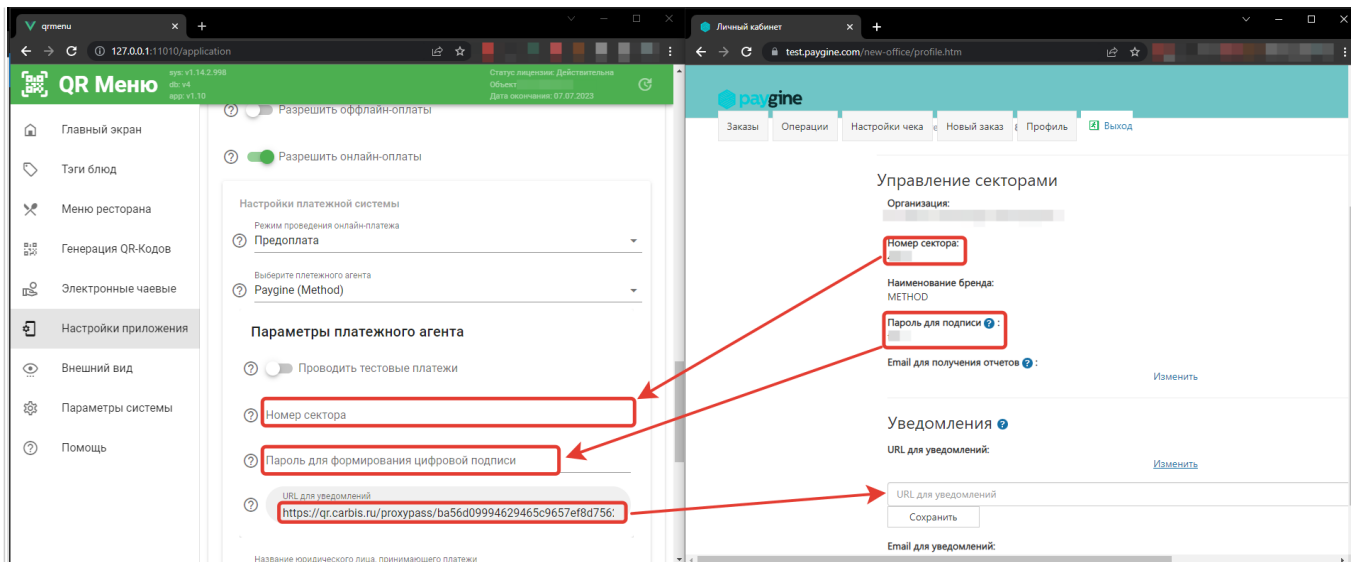 qrmenu
127.0.0.1:11010/application
QR Меню
sys: v1.14.2.998
db: v4
app: v1.10
Статус лицензии: Действительна
Объект
Дата окончания: 07.07.2023
Главный экран
Тэги блюд
Меню ресторана
Генерация QR-Кодов
Электронные чаевые
Настройки приложения
Внешний вид
Параметры системы
Помощь
Разрешить оффлайн-оплаты
Разрешить онлайн-оплаты
Настройки платежной системы
Режим проведения онлайн-платежа
Предоплата
Выберите плетежного агента
Paygine (Method)
Параметры платежного агента
Проводить тестовые платежи
Номер сектора
Пароль для формирования цифровой подписи
URL для уведомлений
https://qr.carbis.ru/proxypass/ba56d09994629465c9657ef8d756
Название юридического лица, принимающего платежи
Личный кабинет
test.paygine.com/new-office/profile.htm
paygine
Заказы Операции Настройки чека Новый заказ Профиль Выход
Управление секторами
Организация:
Номер сектора:
Наименование бренда:
METHOD
Пароль для подписи ? :
Email для получения отчетов ? :
Изменить
Уведомления ?
URL для уведомлений:
Изменить
URL для уведомлений
Сохранить
Email для уведомлений: